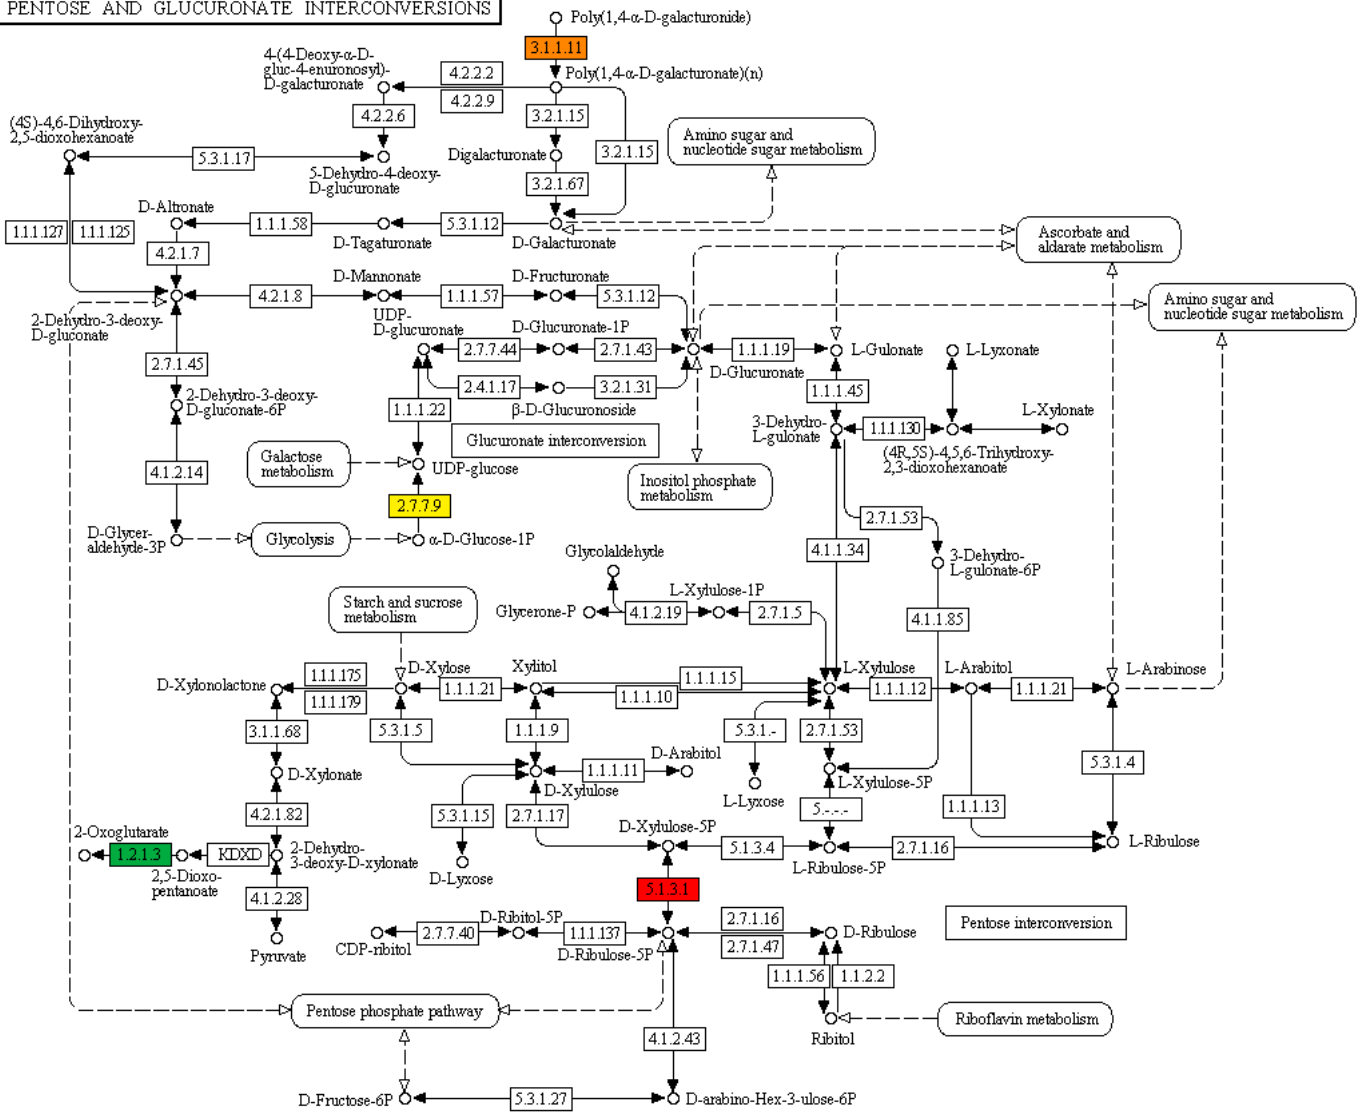 PENTOSE AND GLUCURONATE INTERCONVERSIONS
Poly(1,4-α-D-galacturonide)
3.1.1.11
4-(4-Deoxy-α-D-
gluc-4-enuronosyl)-
D-galacturonate
4.2.2.2
4.2.2.9
Poly(1,4-α-D-galacturonate)(n)
4.2.2.6
3.2.1.15
3.2.1.15
(4S)-4,6-Dihydroxy-
2,5-dioxohexanoate
5.3.1.17
5-Dehydro-4-deoxy-
D-glucuronate
Digalacturonate
3.2.1.67
Amino sugar and
nucleotide sugar metabolism
D-Altronate
1.1.1.58
D-Tagaturonate
5.3.1.12
D-Galacturonate
1.1.1.127
1.1.1.125
4.2.1.7
Ascorbate and
aldarate metabolism
D-Mannonate
D-Fructuronate
4.2.1.8
1.1.1.57
5.3.1.12
Amino sugar and
nucleotide sugar metabolism
2-Dehydro-3-deoxy-
D-gluconate
UDP-
D-glucuronate
D-Glucuronate-1P
2.7.7.44
2.7.1.43
1.1.1.19
L-Gulonate
L-Lyxonate
D-Glucuronate
2.7.1.45
2.4.1.17
3.2.1.31
β-D-Glucuronoside
1.1.1.45
2-Dehydro-3-deoxy-
D-gluconate-6P
1.1.1.22
Glucuronate interconversion
3-Dehydro-
L-gulonate
1.1.1.130
L-Xylonate
(4R,5S)-4,5,6-Trihydroxy-
2,3-dioxohexanoate
4.1.2.14
Galactose
metabolism
UDP-glucose
Inositol phosphate
metabolism
2.7.7.9
2.7.1.53
D-Glycer-
aldehyde-3P
Glycolysis
α-D-Glucose-1P
Glycolaldehyde
4.1.1.34
3-Dehydro-
L-gulonate-6P
Starch and sucrose
metabolism
Glycerone-P
4.1.2.19
L-Xylulose-1P
2.7.1.5
4.1.1.85
D-Xylonolactone
1.1.1.175
1.1.1.179
D-Xylose
1.1.1.21
Xylitol
1.1.1.15
1.1.1.10
L-Xylulose
1.1.1.12
L-Arabitol
1.1.1.21
L-Arabinose
3.1.1.68
5.3.1.5
1.1.1.9
5.3.1.-
2.7.1.53
D-Arabitol
D-Xylonate
D-Xylulose
1.1.1.11
L-Lyxose
L-Xylulose-5P
5.3.1.4
4.2.1.82
5.3.1.15
2.7.1.17
5.-.-.-
1.1.1.13
2-Oxoglutarate
1.2.1.3
KDXD
2,5-Dioxo-
pentanoate
2-Dehydro-
3-deoxy-D-xylonate
D-Lyxose
D-Xylulose-5P
5.1.3.4
L-Ribulose-5P
2.7.1.16
L-Ribulose
5.1.3.1
4.1.2.28
Pyruvate
CDP-ribitol
2.7.7.40
D-Ribitol-5P
1.1.1.137
D-Ribulose-5P
2.7.1.16
2.7.1.47
D-Ribulose
Pentose interconversion
1.1.1.56
1.1.2.2
Pentose phosphate pathway
Ribitol
Riboflavin metabolism
4.1.2.43
D-Fructose-6P
5.3.1.27
D-arabino-Hex-3-ulose-6P